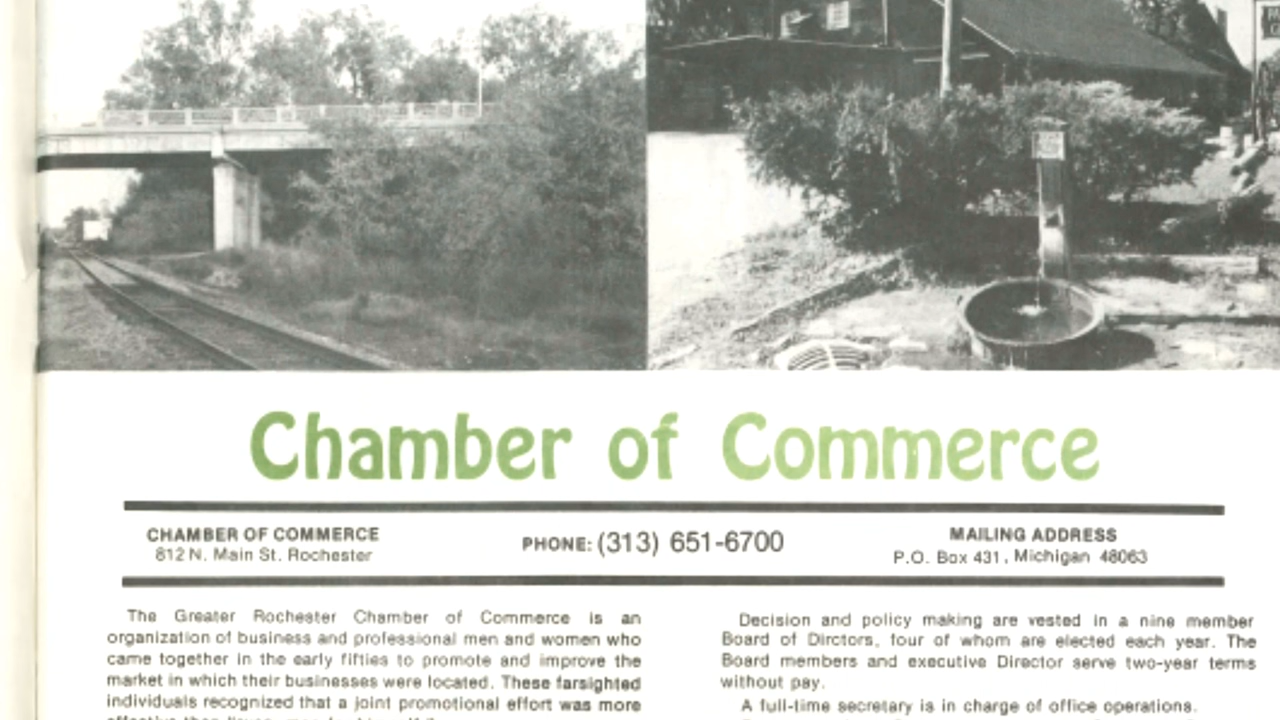 Chamber of Commerce
CHAMBER OF COMMERCE
812 N. Main St. Rochester
PHONE: (313) 651-6700
MAILING ADDRESS
P.O. Box 431, Michigan 48063
The Greater Rochester Chamber of Commerce is an
organization of business and professional men and women who
came together in the early fifties to promote and improve the
market in which their businesses were located. These farsighted
individuals recognized that a joint promotional effort was more
Decision and policy making are vested in a nine member
Board of Dirctors, four of whom are elected each year. The
Board members and executive Director serve two-year terms
without pay.
A full-time secretary is in charge of office operations.